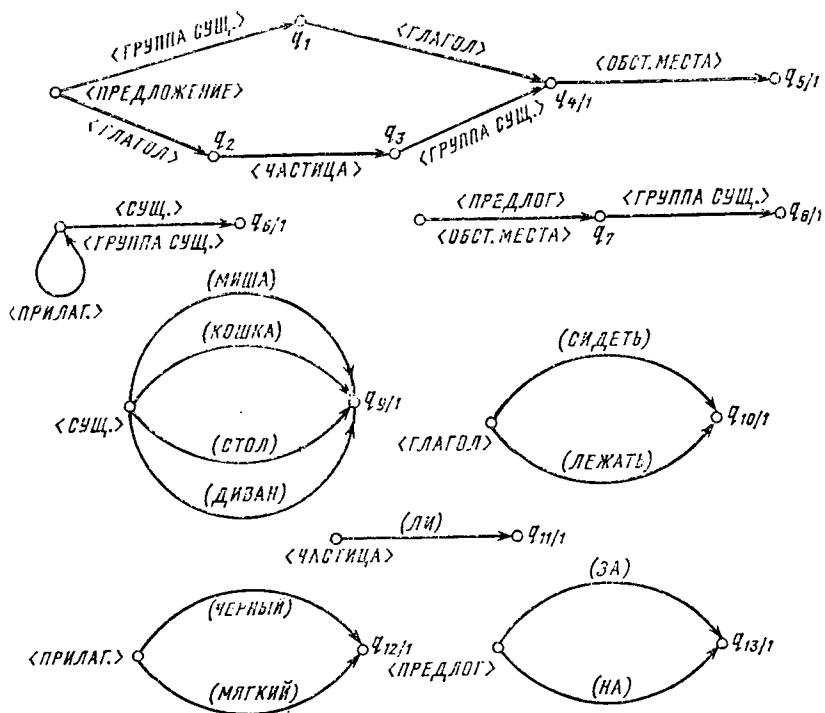 <ГРУППА СУЩ.> q1 <ГЛАГОЛ>
<ОБСТ. МЕСТА>
<ПРЕДЛОЖЕНИЕ> q4/1 q5/1
<ГЛАГОЛ> q2 <ЧАСТИЦА> q3 <ГРУППА СУЩ.>
<СУЩ.> q6/1
<ГРУППА СУЩ.>
<ПРИЛАГ.>
<ПРЕДЛОГ> <ГРУППА СУЩ.>
<ОБСТ. МЕСТА> q7 q8/1
(МИША)
(КОШКА)
<СУЩ.> q9/1
(СТОЛ)
(ДИВАН)
(СИДЕТЬ)
<ГЛАГОЛ> q10/1
(ЛЕЖАТЬ)
(ЛИ)
<ЧАСТИЦА> q11/1
(ЧЕРНЫЙ)
<ПРИЛАГ.> q12/1
(МЯГКИЙ)
(ЗА)
<ПРЕДЛОГ> q13/1
(НА)